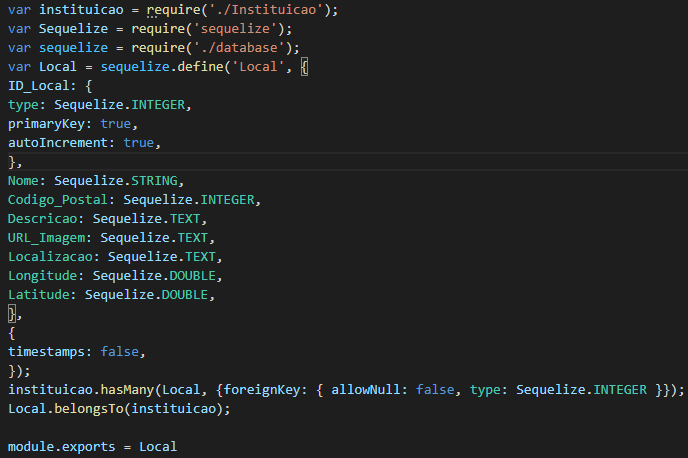 var instituicao = require('./Instituicao');
var Sequelize = require('sequelize');
var sequelize = require('./database');
var Local = sequelize.define('Local', {
ID_Local: {
type: Sequelize.INTEGER,
primaryKey: true,
autoIncrement: true,
},
Nome: Sequelize.STRING,
Codigo_Postal: Sequelize.INTEGER,
Descricao: Sequelize.TEXT,
URL_Imagem: Sequelize.TEXT,
Localizacao: Sequelize.TEXT,
Longitude: Sequelize.DOUBLE,
Latitude: Sequelize.DOUBLE,
},
{
timestamps: false,
});
instituicao.hasMany(Local, {foreignKey: { allowNull: false, type: Sequelize.INTEGER }});
Local.belongsTo(instituicao);
module.exports = Local